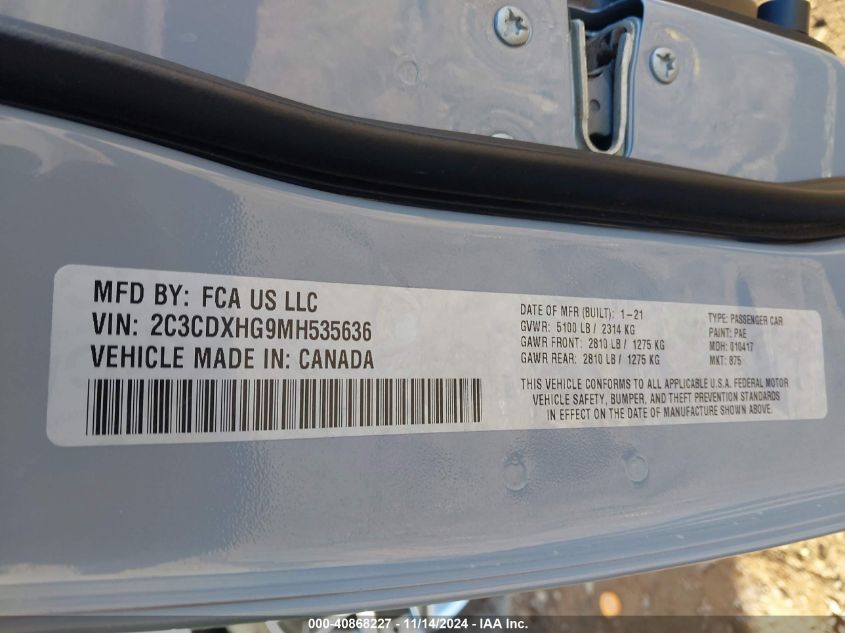 MFD BY: FCA US LLC
VIN: 2C3CDXHG9MH535636
VEHICLE MADE IN: CANADA
DATE OF MFR (BUILT): 1-21
GVWR: 5100 LB / 2314 KG
GAWR FRONT: 2810 LB / 1275 KG
GAWR REAR: 2810 LB / 1275 KG
TYPE: PASSENGER CAR
PAINT: PAE
MDH: 010417
MKT: 875
THIS VEHICLE CONFORMS TO ALL APPLICABLE U.S.A. FEDERAL MOTOR
VEHICLE SAFETY, BUMPER, AND THEFT PREVENTION STANDARDS
IN EFFECT ON THE DATE OF MANUFACTURE SHOWN ABOVE.
000-40868227 - 11/14/2024 - IAA Inc.